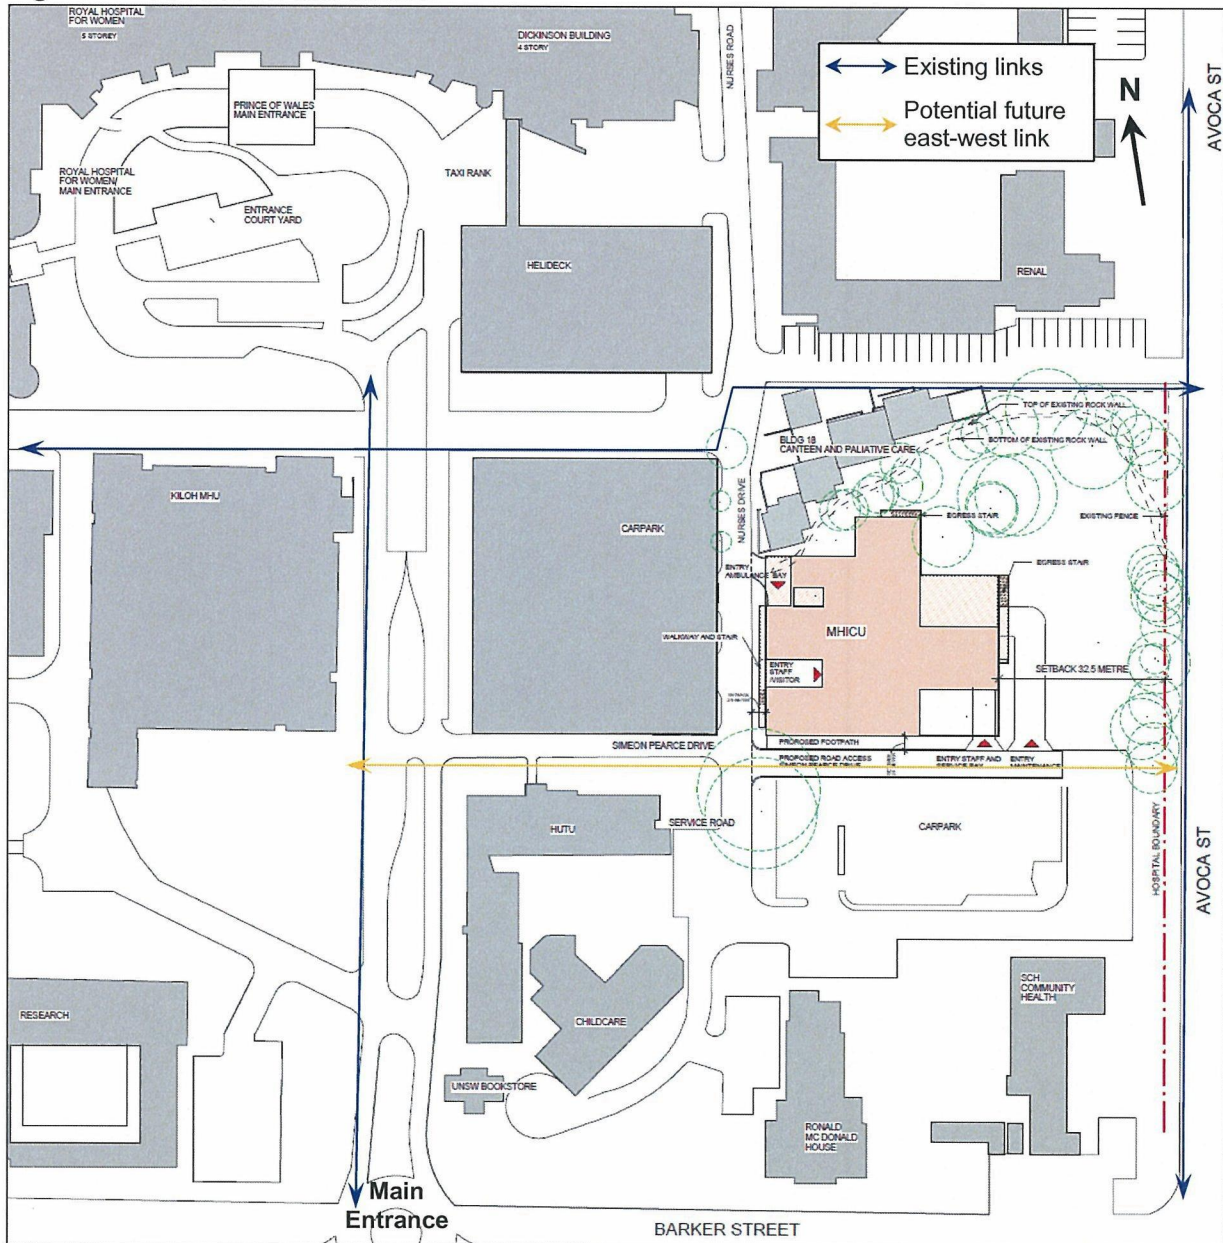 ROYAL HOSPITAL
FOR WOMEN
5 STOREY
DICKINSON BUILDING
4 STORY
NURSES ROAD
Existing links
Potential future
east-west link
N
AVOCA ST
PRINCE OF WALES
MAIN ENTRANCE
ROYAL HOSPITAL
FOR WOMEN/
MAIN ENTRANCE
TAXI RANK
ENTRANCE
COURT YARD
HELIDECK
RENAL
TOP OF EXISTING ROCK WALL
BOTTOM OF EXISTING ROCK WALL
BLDG 18
CANTEEN AND PALIATIVE CARE
KILOH MHU
CARPARK
NURSES DRIVE
EGRESS STAIR
EXISTING FENCE
ENTRY
AMBULANCE BAY
EGRESS STAIR
WALKWAY AND STAIR
MHICU
ENTRY
STAFF
/VISITOR
SETBACK 32.5 METRE
SIMEON PEARCE DRIVE
PROPOSED FOOTPATH
PROPOSED ROAD ACCESS
SIMEON PEARCE DRIVE
ENTRY STAFF AND
SERVICE BAY
ENTRY
MAINTENANCE
HUTU
SERVICE ROAD
CARPARK
HOSPITAL BOUNDARY
AVOCA ST
RESEARCH
CHILDCARE
SCH
COMMUNITY
HEALTH
UNSW BOOKSTORE
RONALD
MC DONALD
HOUSE
Main
Entrance
BARKER STREET